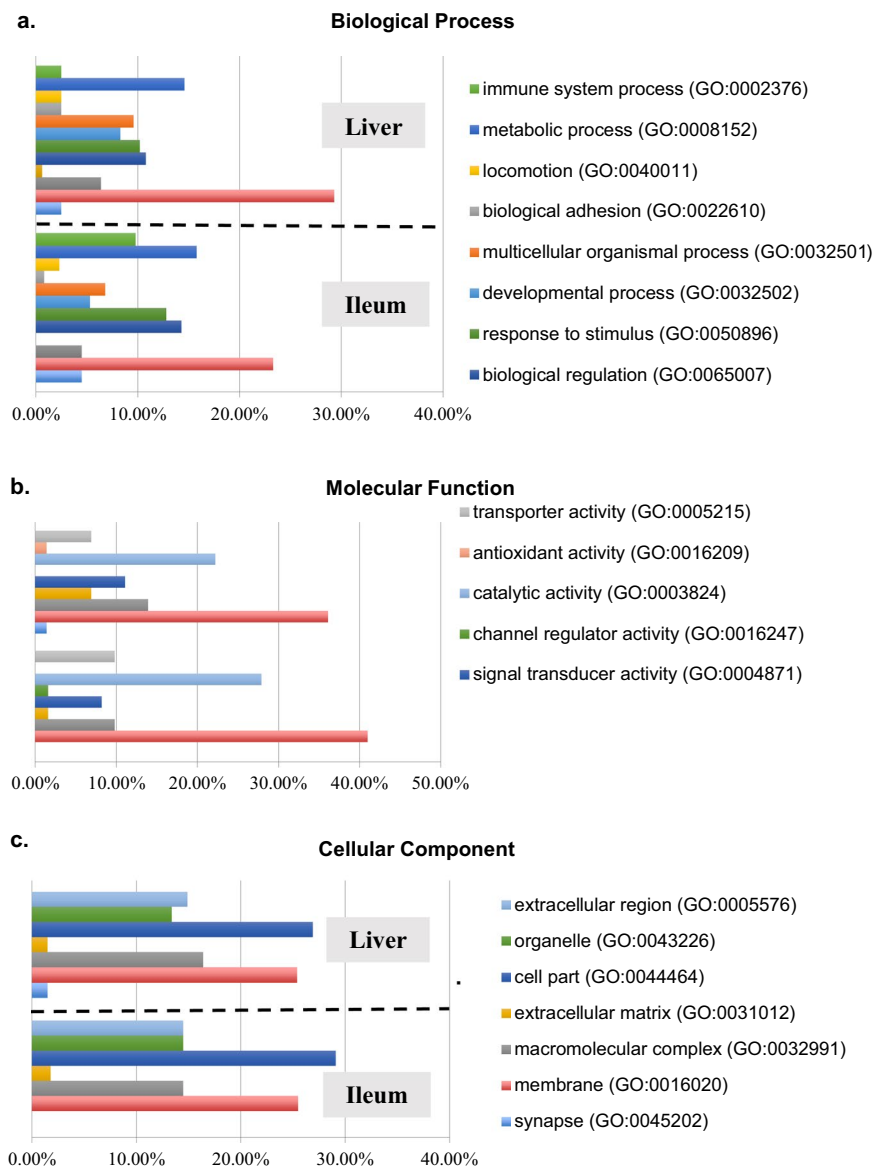 a.
Biological Process
Liver
Ileum
immune system process (GO:0002376)
metabolic process (GO:0008152)
locomotion (GO:0040011)
biological adhesion (GO:0022610)
multicellular organismal process (GO:0032501)
developmental process (GO:0032502)
response to stimulus (GO:0050896)
biological regulation (GO:0065007)
0.00% 10.00% 20.00% 30.00% 40.00%
b.
Molecular Function
transporter activity (GO:0005215)
antioxidant activity (GO:0016209)
catalytic activity (GO:0003824)
channel regulator activity (GO:0016247)
signal transducer activity (GO:0004871)
0.00% 10.00% 20.00% 30.00% 40.00% 50.00%
c.
Cellular Component
Liver
Ileum
extracellular region (GO:0005576)
organelle (GO:0043226)
cell part (GO:0044464)
extracellular matrix (GO:0031012)
macromolecular complex (GO:0032991)
membrane (GO:0016020)
synapse (GO:0045202)
0.00% 10.00% 20.00% 30.00% 40.00%